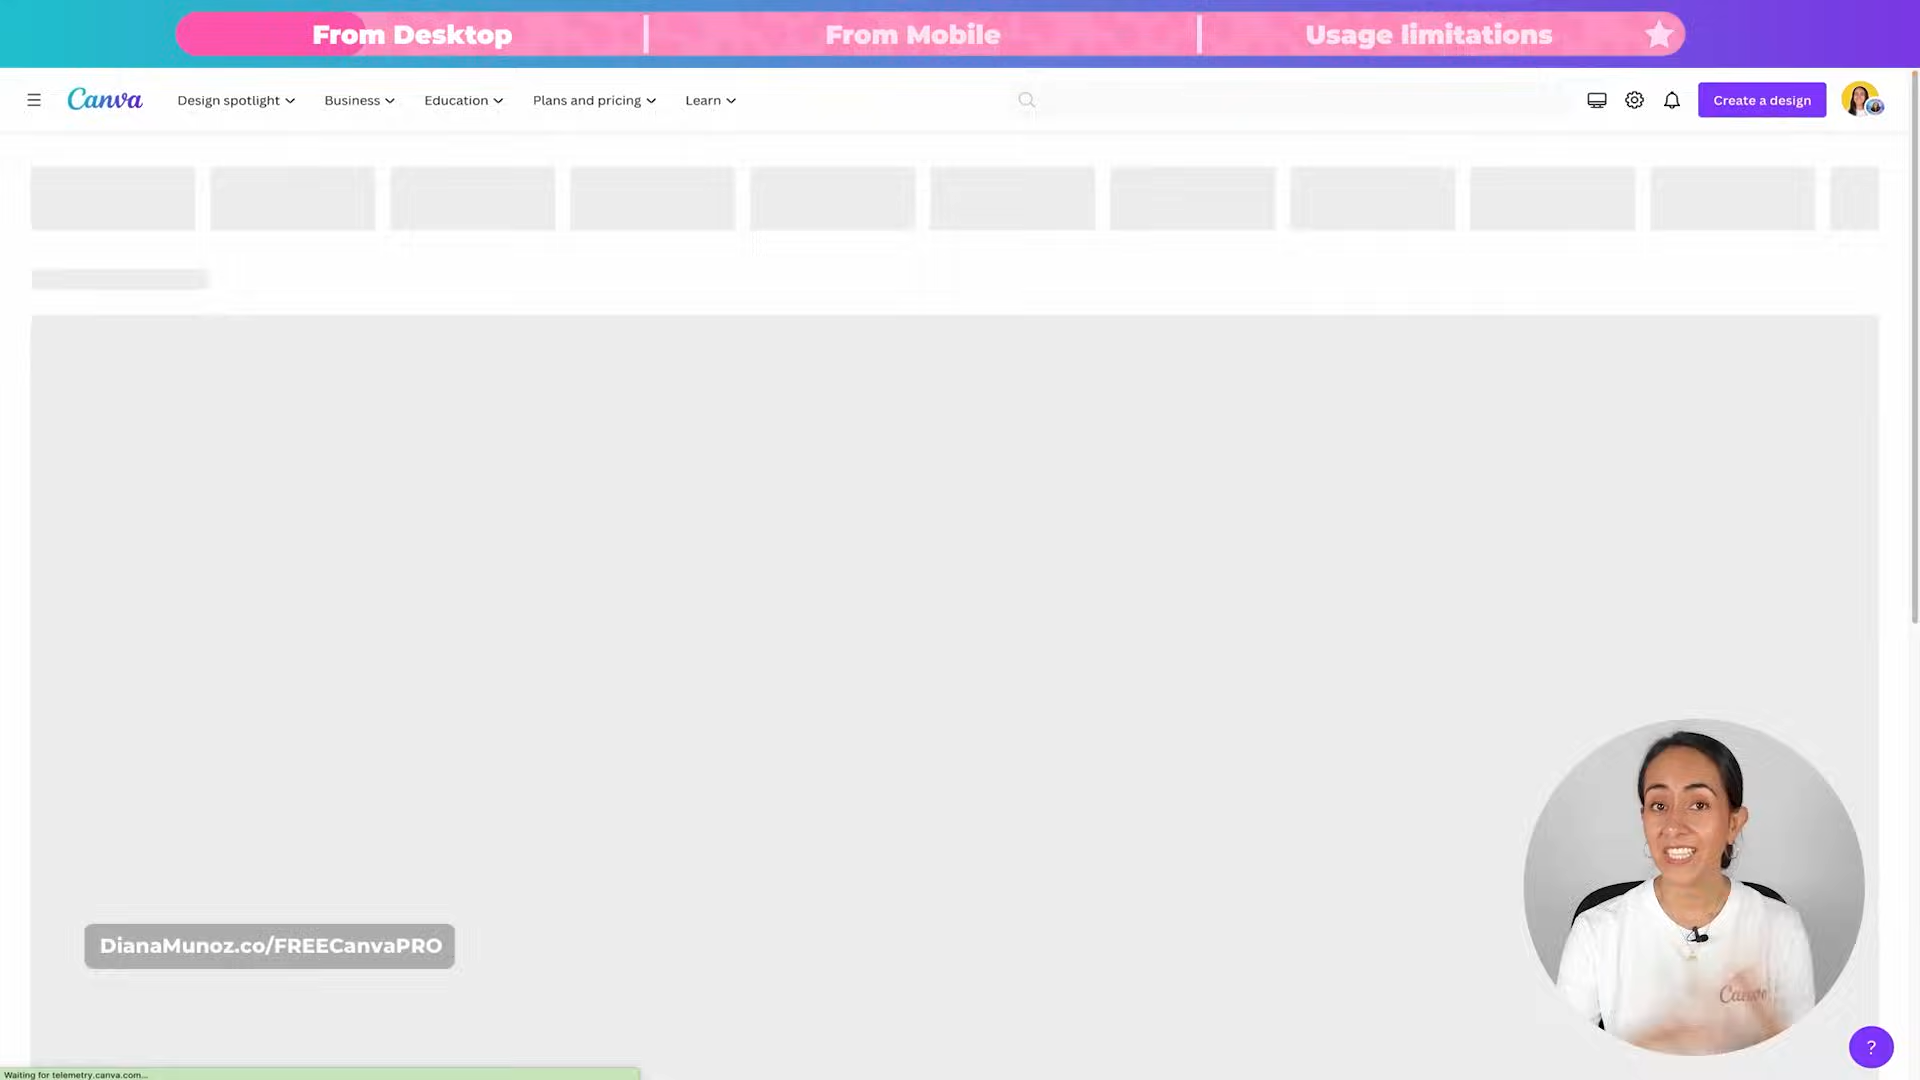 From Desktop
From Mobile
Usage limitations
Canva
Design spotlight
Business
Education
Plans and pricing
Learn
Create a design
DianaMunoz.co/FREECanvaPRO
Canva
?
Waiting for telemetry.canva.com...